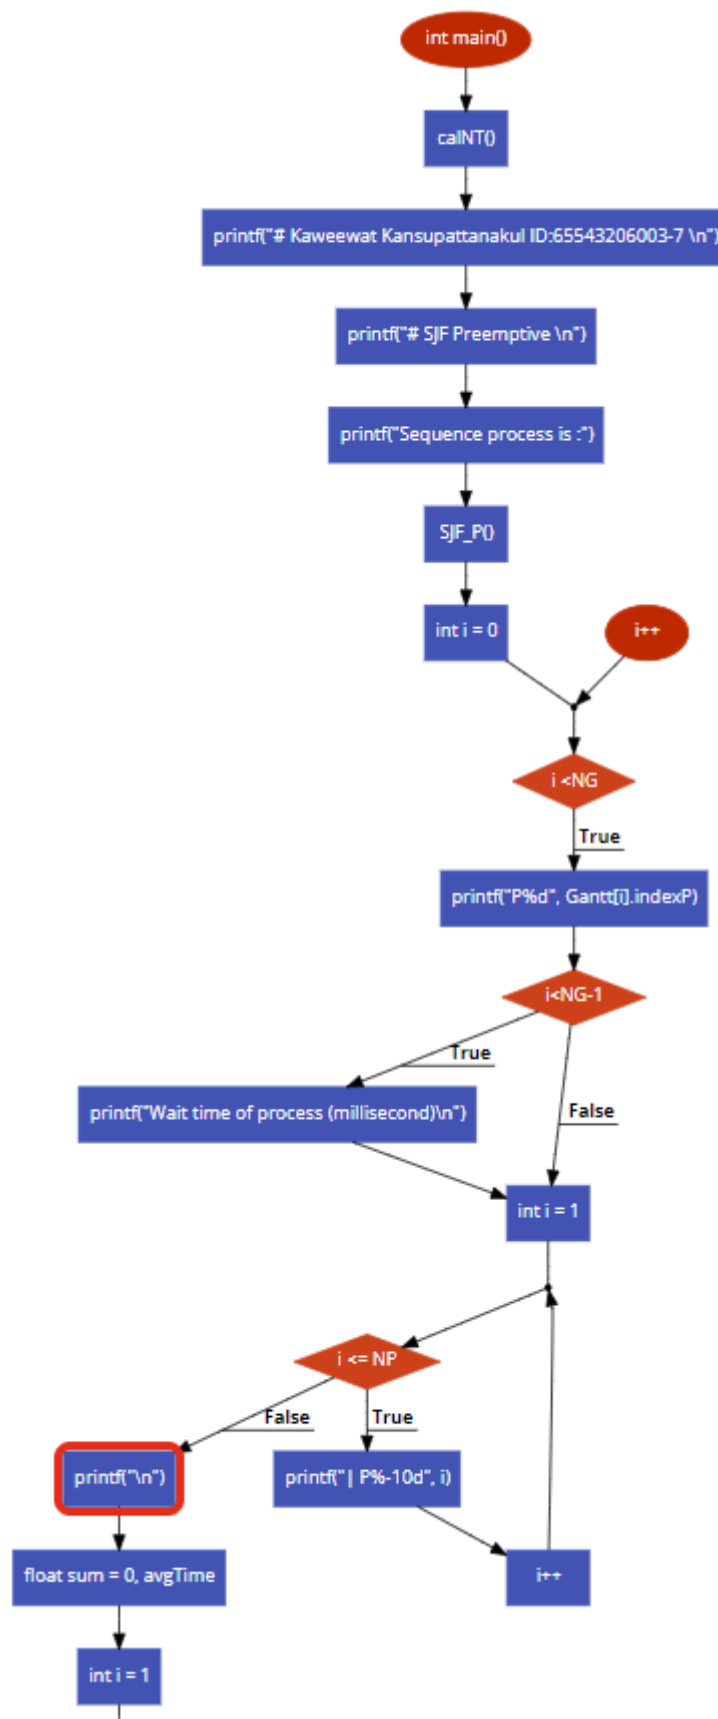 int main()
calNT()
printf("# Kaweewat Kansupattanakul ID:65543206003-7 \n")
printf("# SJF Preemptive \n")
printf("Sequence process is :")
SJF_P()
int i = 0
i++
i <NG
True
printf("P%d", Gantt[i].indexP)
i<NG-1
True
printf("Wait time of process (millisecond)\n")
False
int i = 1
i <= NP
False
True
printf("\n")
printf("| P%-10d", i)
float sum = 0, avgTime
i++
int i = 1